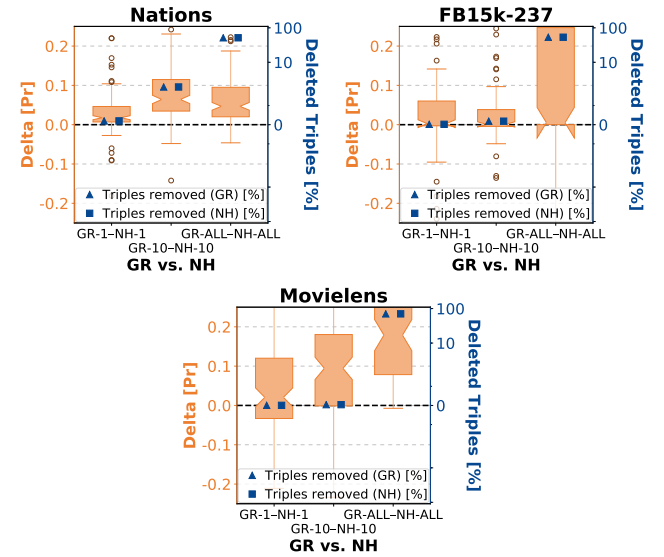 Nations
Delta [Pr]
0.2
0.1
0.0
-0.1
-0.2
100
10
0
Deleted Triples [%]
Triples removed (GR) [%]
Triples removed (NH) [%]
GR-1–NH-1
GR-ALL–NH-ALL
GR-10–NH-10
GR vs. NH
FB15k-237
Delta [Pr]
0.2
0.1
0.0
-0.1
-0.2
100
10
0
Deleted Triples [%]
Triples removed (GR) [%]
Triples removed (NH) [%]
GR-1–NH-1
GR-ALL–NH-ALL
GR-10–NH-10
GR vs. NH
Movielens
Delta [Pr]
0.2
0.1
0.0
-0.1
-0.2
100
10
0
Deleted Triples [%]
Triples removed (GR) [%]
Triples removed (NH) [%]
GR-1–NH-1
GR-ALL–NH-ALL
GR-10–NH-10
GR vs. NH